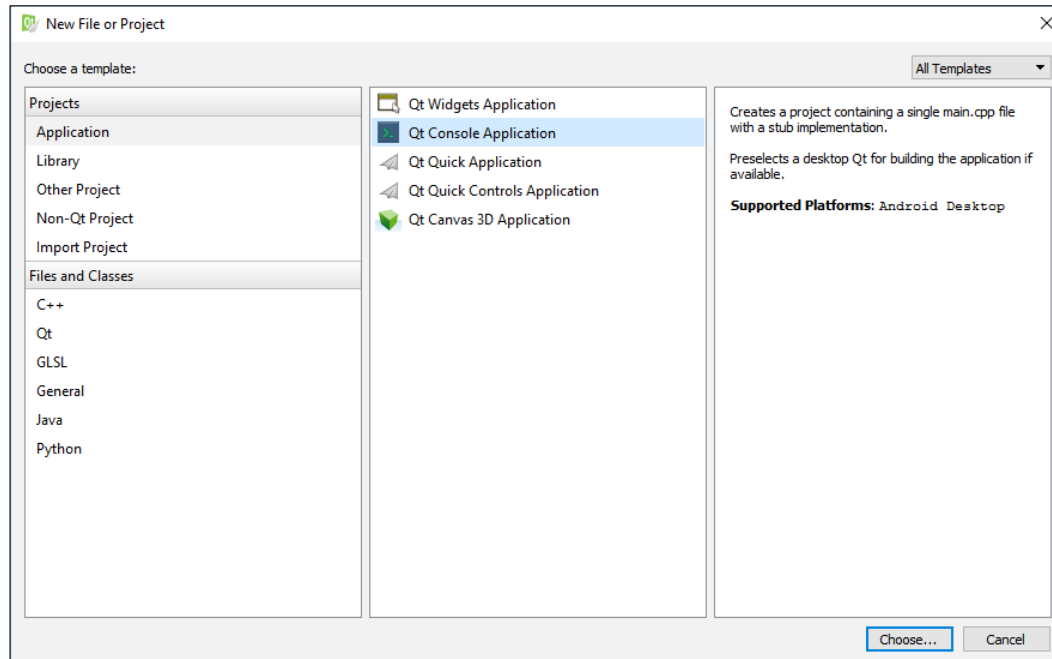 New File or Project
Choose a template:
All Templates
Projects
Application
Library
Other Project
Non-Qt Project
Import Project
Files and Classes
C++
Qt
GLSL
General
Java
Python
Qt Widgets Application
Qt Console Application
Qt Quick Application
Qt Quick Controls Application
Qt Canvas 3D Application
Creates a project containing a single main.cpp file
with a stub implementation.
Preselects a desktop Qt for building the application if
available.
Supported Platforms: Android Desktop
Choose...
Cancel